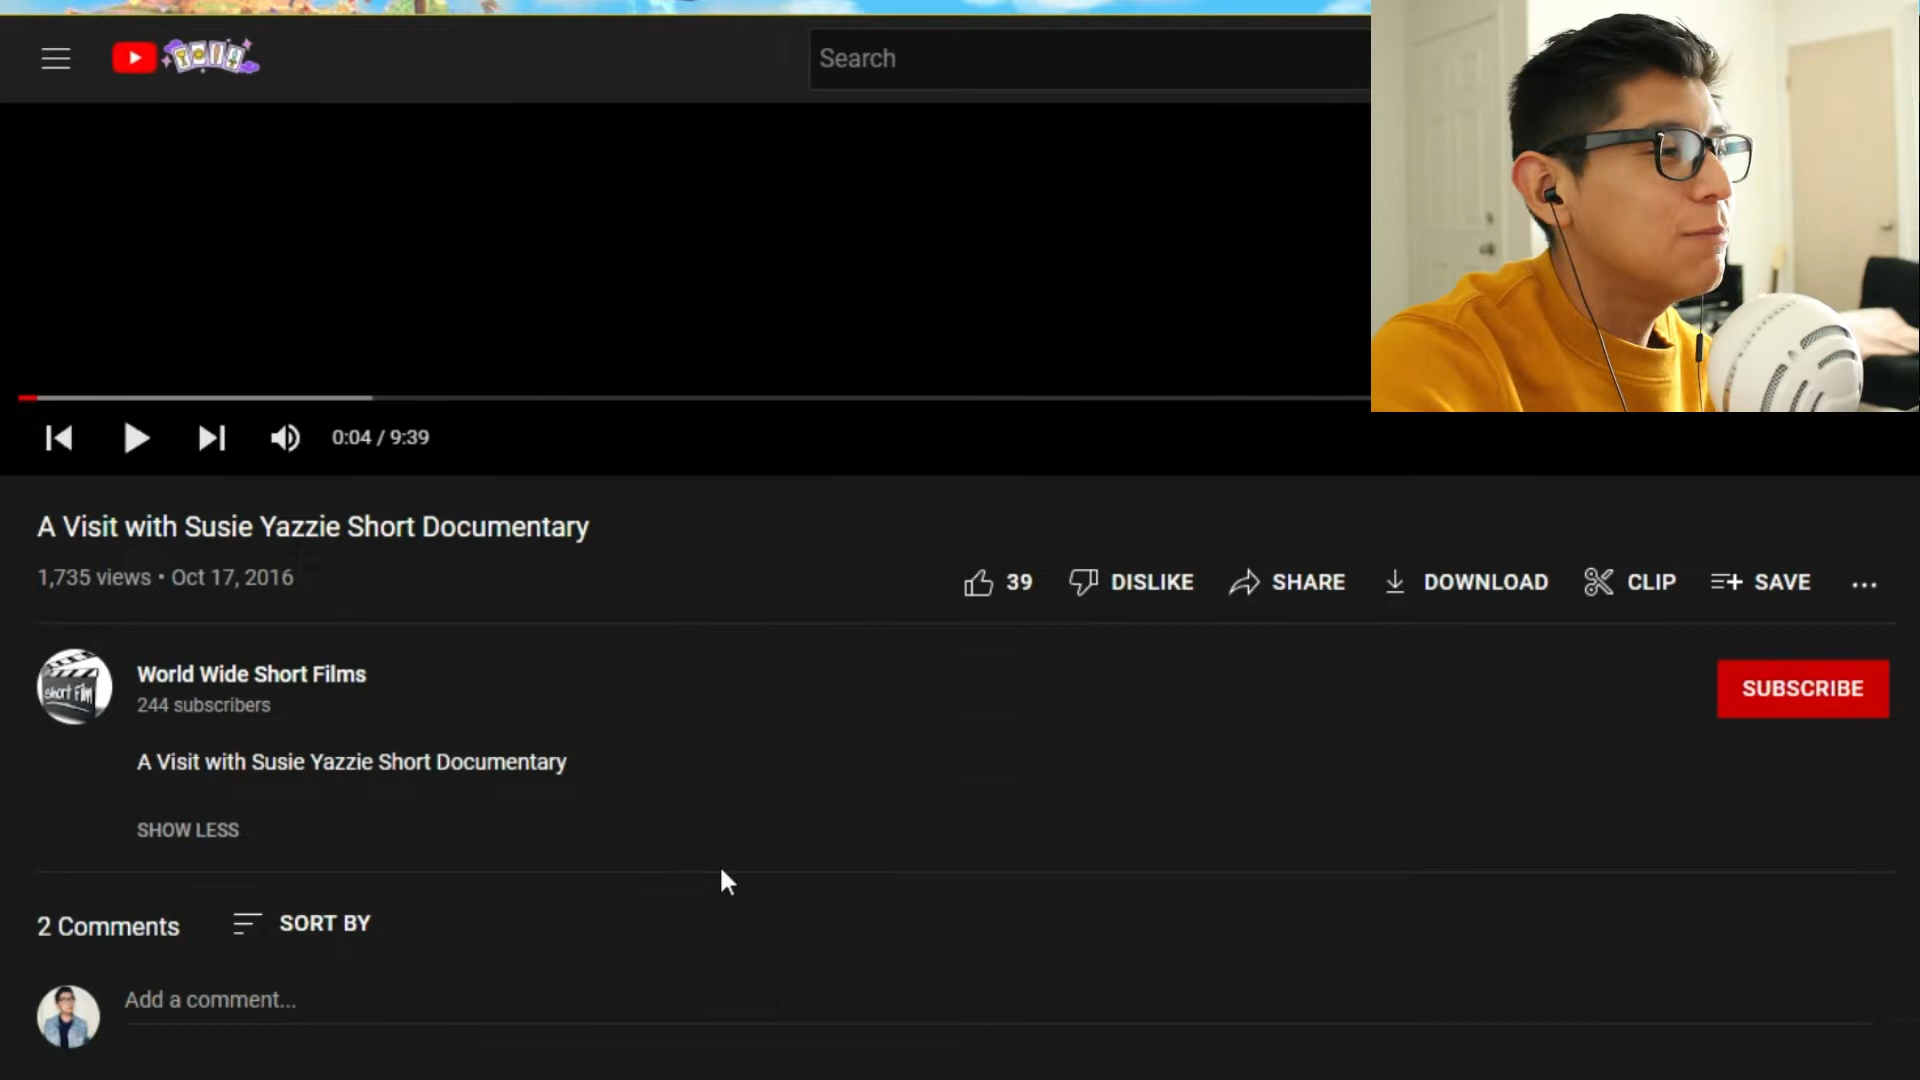 Search
0:04 / 9:39
A Visit with Susie Yazzie Short Documentary
1,735 views • Oct 17, 2016
39 DISLIKE SHARE DOWNLOAD CLIP SAVE
World Wide Short Films
244 subscribers
SUBSCRIBE
A Visit with Susie Yazzie Short Documentary
SHOW LESS
2 Comments SORT BY
Add a comment...
short Film